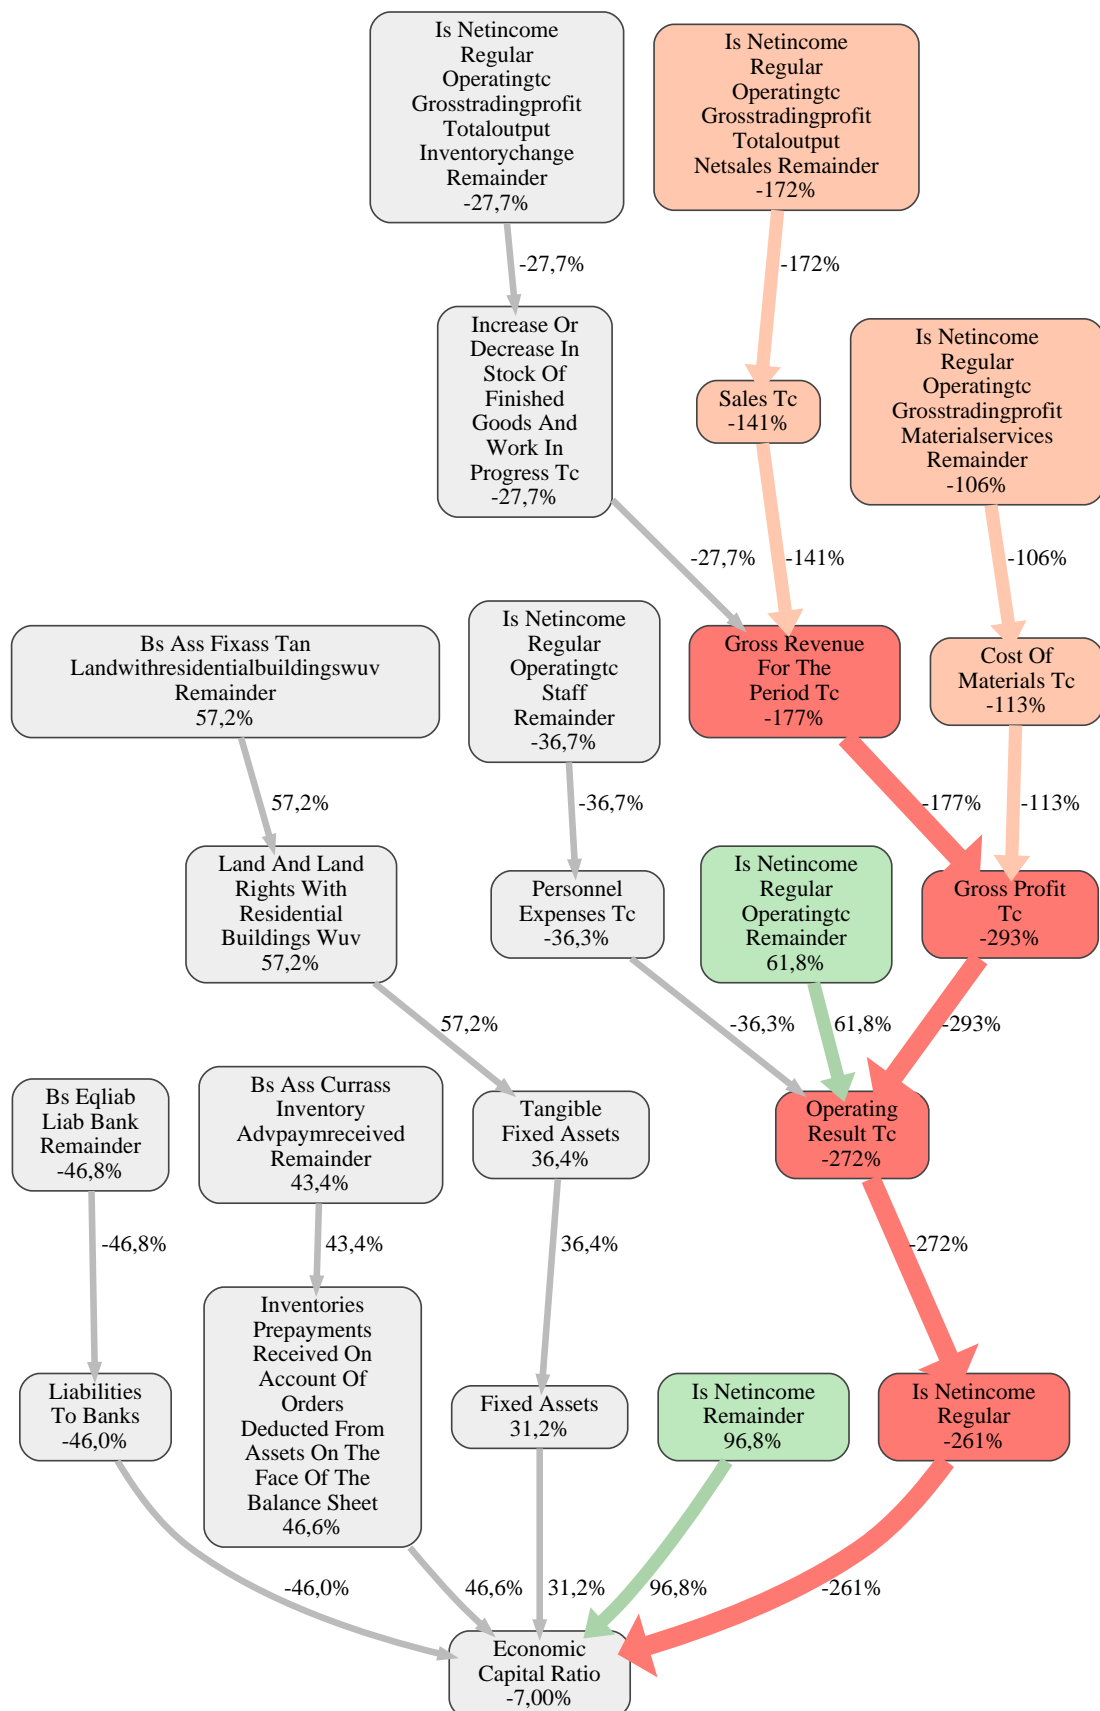 Is Netincome
Regular
Operatingtc
Grosstradingprofit
Totaloutput
Inventorychange
Remainder
-27,7%
Is Netincome
Regular
Operatingtc
Grosstradingprofit
Totaloutput
Netsales Remainder
-172%
-27,7%
-172%
Increase Or
Decrease In
Stock Of
Finished
Goods And
Work In
Progress Tc
-27,7%
Sales Tc
-141%
Is Netincome
Regular
Operatingtc
Grosstradingprofit
Materialservices
Remainder
-106%
-27,7%
-141%
-106%
Bs Ass Fixass Tan
Landwithresidentialbuildingswuv
Remainder
57,2%
Is Netincome
Regular
Operatingtc
Staff
Remainder
-36,7%
Gross Revenue
For The
Period Tc
-177%
Cost Of
Materials Tc
-113%
57,2%
-36,7%
-177%
-113%
Land And Land
Rights With
Residential
Buildings Wuv
57,2%
Personnel
Expenses Tc
-36,3%
Is Netincome
Regular
Operatingtc
Remainder
61,8%
Gross Profit
Tc
-293%
57,2%
-36,3%
61,8%
-293%
Bs Eqliab
Liab Bank
Remainder
-46,8%
Bs Ass Currass
Inventory
Advpaymreceived
Remainder
43,4%
Tangible
Fixed Assets
36,4%
Operating
Result Tc
-272%
-46,8%
43,4%
36,4%
-272%
Liabilities
To Banks
-46,0%
Inventories
Prepayments
Received On
Account Of
Orders
Deducted From
Assets On The
Face Of The
Balance Sheet
46,6%
Fixed Assets
31,2%
Is Netincome
Remainder
96,8%
Is Netincome
Regular
-261%
-46,0%
46,6%
31,2%
96,8%
-261%
Economic
Capital Ratio
-7,00%